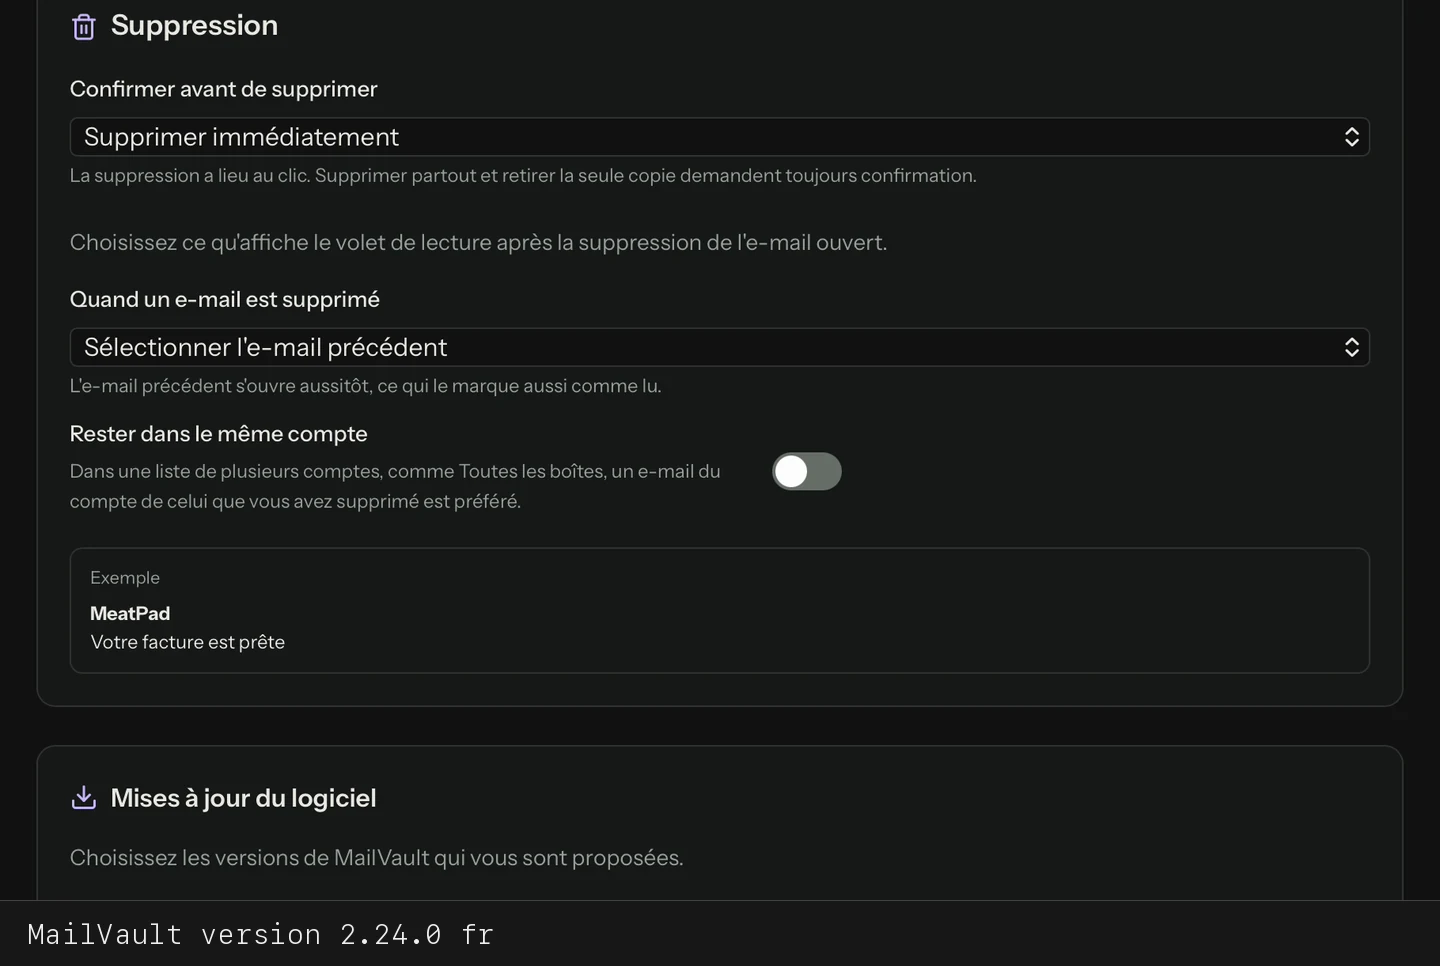 Suppression
Confirmer avant de supprimer
Supprimer immédiatement
La suppression a lieu au clic. Supprimer partout et retirer la seule copie demandent toujours confirmation.
Choisissez ce qu'affiche le volet de lecture après la suppression de l'e-mail ouvert.
Quand un e-mail est supprimé
Sélectionner l'e-mail précédent
L'e-mail précédent s'ouvre aussitôt, ce qui le marque aussi comme lu.
Rester dans le même compte
Dans une liste de plusieurs comptes, comme Toutes les boîtes, un e-mail du
compte de celui que vous avez supprimé est préféré.
Exemple
MeatPad
Votre facture est prête
Mises à jour du logiciel
Choisissez les versions de MailVault qui vous sont proposées.
MailVault version 2.24.0 fr